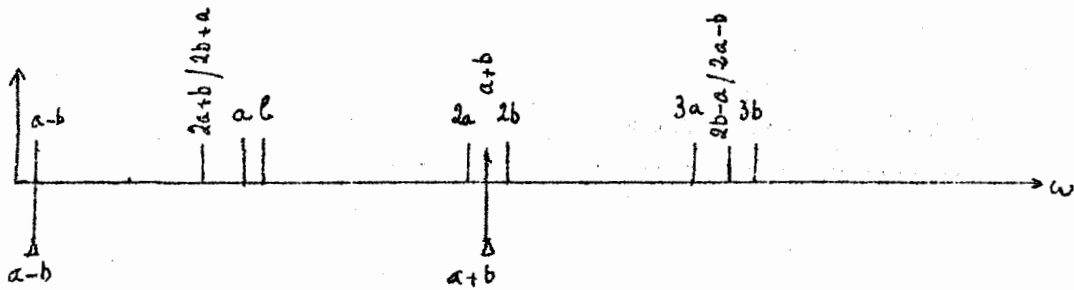 2a+b / 2b+a
a+b
2b-a / 2a-b
a-b
a b
2a
2b
3a
3b
ω
a-b
a+b